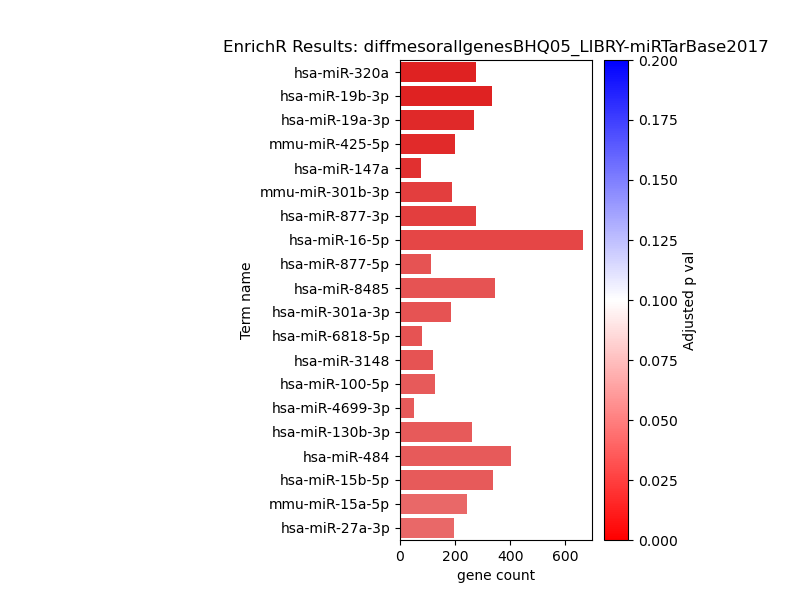 EnrichR Results: diffmesorallgenesBHQ05_LIBRY-miRTarBase2017
Term name
hsa-miR-320a
hsa-miR-19b-3p
hsa-miR-19a-3p
mmu-miR-425-5p
hsa-miR-147a
mmu-miR-301b-3p
hsa-miR-877-3p
hsa-miR-16-5p
hsa-miR-877-5p
hsa-miR-8485
hsa-miR-301a-3p
hsa-miR-6818-5p
hsa-miR-3148
hsa-miR-100-5p
hsa-miR-4699-3p
hsa-miR-130b-3p
hsa-miR-484
hsa-miR-15b-5p
mmu-miR-15a-5p
hsa-miR-27a-3p
0 200 400 600
gene count
0.200
0.175
0.150
0.125
0.100
0.075
0.050
0.025
0.000
Adjusted p val